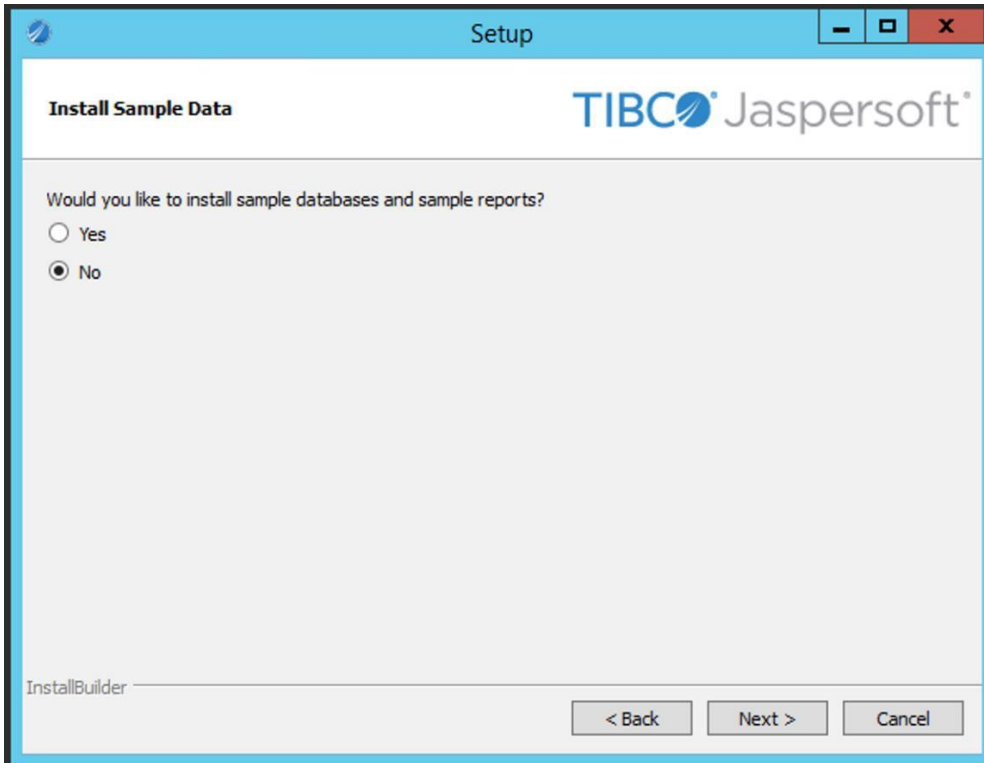 Setup
Install Sample Data
TIBCO® Jaspersoft®
Would you like to install sample databases and sample reports?
Yes
No
InstallBuilder
< Back
Next >
Cancel